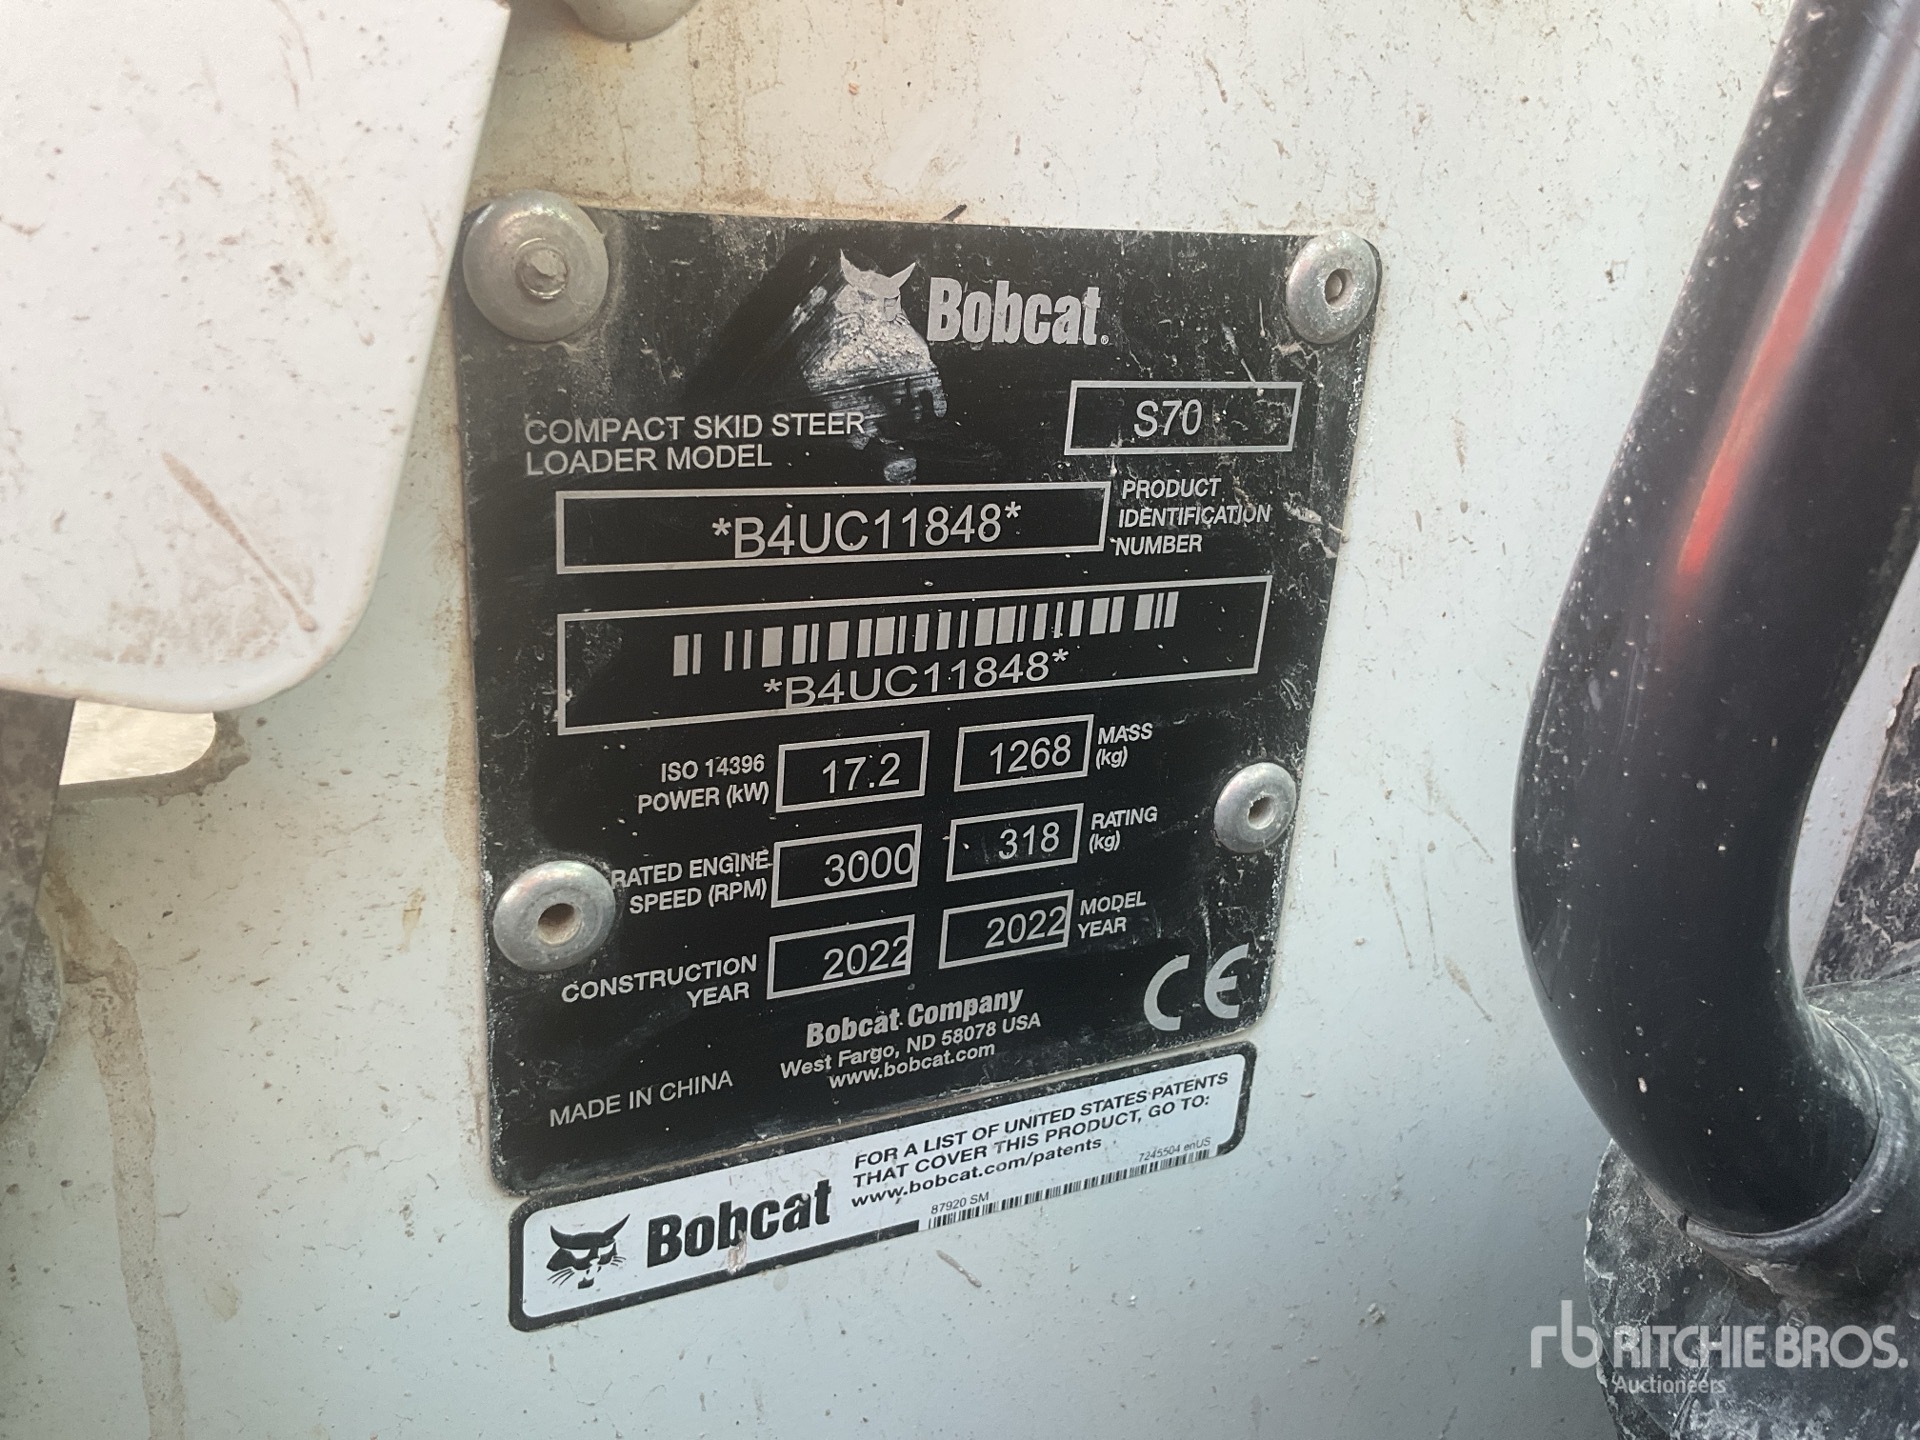 Bobcat®
COMPACT SKID STEER
LOADER MODEL
S70
*B4UC11848*
PRODUCT
IDENTIFICATION
NUMBER
*B4UC11848*
ISO 14396
POWER (kW)
17.2
1268
MASS
(kg)
RATED ENGINE
SPEED (RPM)
3000
318
RATING
(kg)
CONSTRUCTION
YEAR
2022
2022
MODEL
YEAR
Bobcat Company
West Fargo, ND 58078 USA
www.bobcat.com
MADE IN CHINA
CE
Bobcat
FOR A LIST OF UNITED STATES PATENTS
THAT COVER THIS PRODUCT, GO TO:
www.bobcat.com/patents
7245504 enUS
87920 SM
rb RITCHIE BROS.
Auctioneers